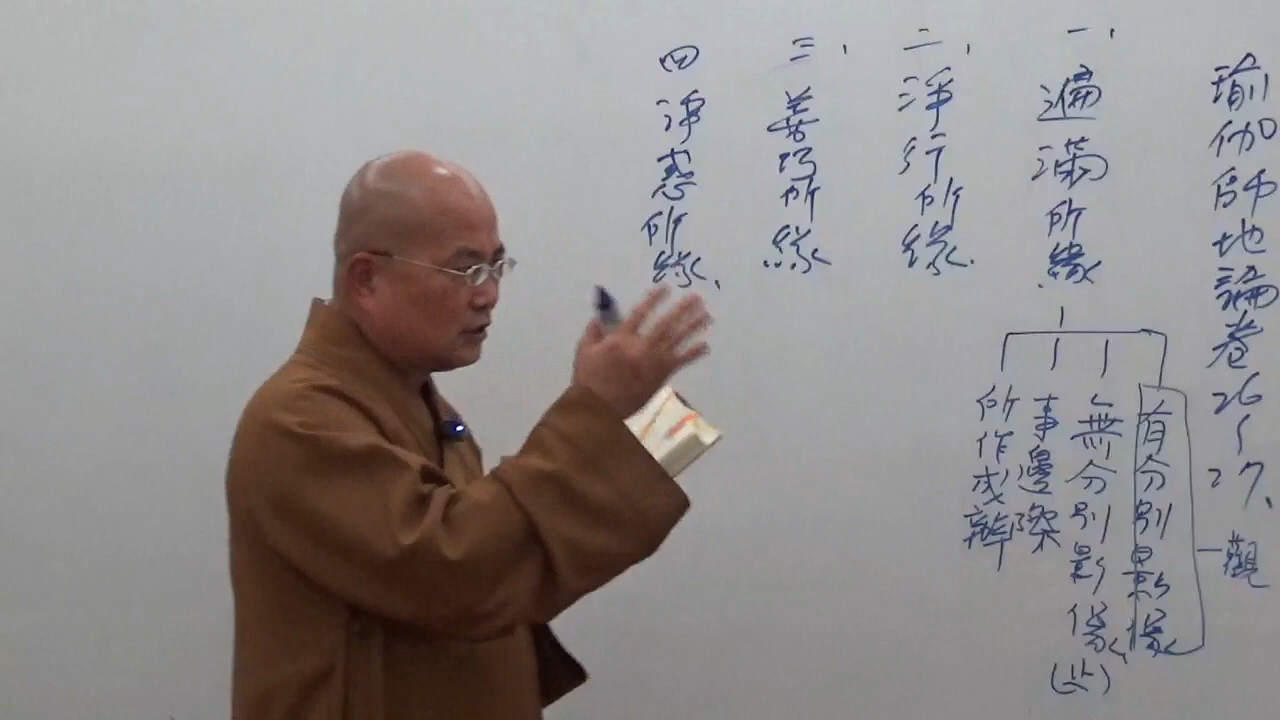 瑜伽師地論卷26~27、
一、遍滿所緣
有分別影像
觀
無分別影像
(止)
事邊際
所作成辦
二、淨行所緣
三、善巧所緣
四淨惑所緣、